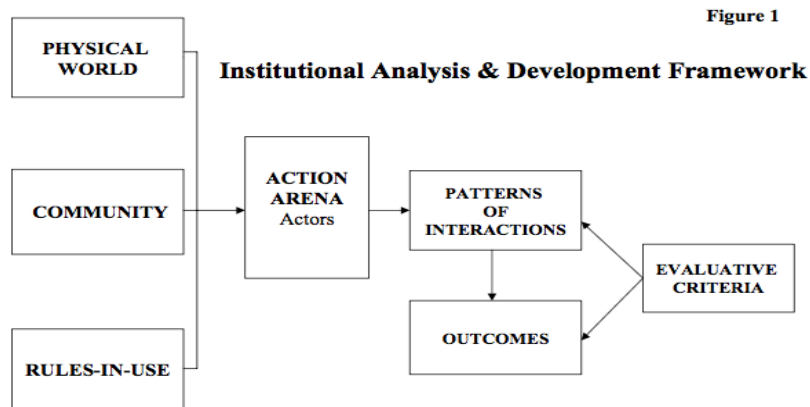 Figure 1
PHYSICAL
WORLD
Institutional Analysis & Development Framework
ACTION
ARENA
Actors
COMMUNITY
PATTERNS
OF
INTERACTIONS
EVALUATIVE
CRITERIA
OUTCOMES
RULES-IN-USE